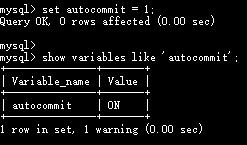 mysql> set autocommit = 1;
Query OK, 0 rows affected (0.00 sec)
mysql>
mysql> show variables like 'autocommit';
+---------------+-------+
| Variable_name | Value |
+---------------+-------+
| autocommit    | ON    |
+---------------+-------+
1 row in set, 1 warning (0.00 sec)